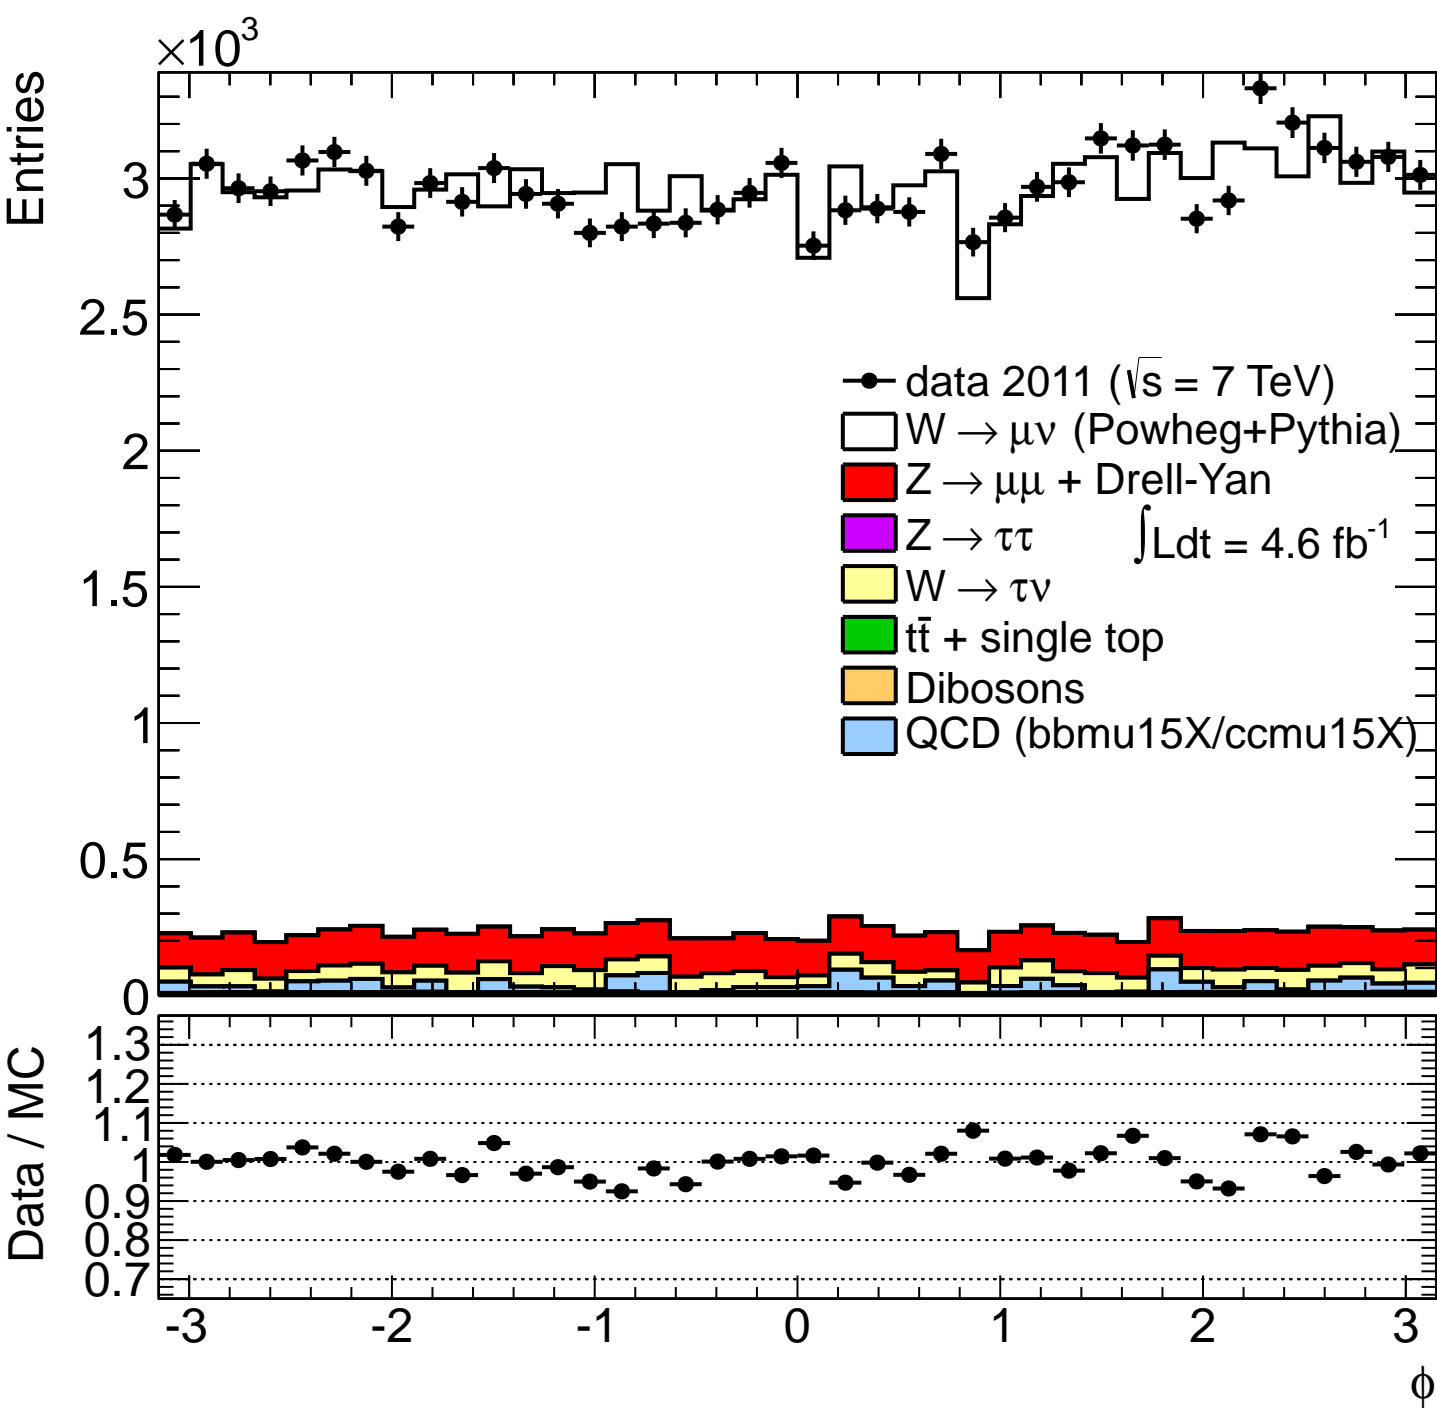 ×10³
Entries
3
2.5
2
1.5
1
0.5
0
data 2011 (√s = 7 TeV)
W → μν (Powheg+Pythia)
Z → μμ + Drell-Yan
Z → ττ
∫Ldt = 4.6 fb⁻¹
W → τν
tt̄ + single top
Dibosons
QCD (bbmu15X/ccmu15X)
Data / MC
1.3
1.2
1.1
1
0.9
0.8
0.7
-3 -2 -1 0 1 2 3
ϕ